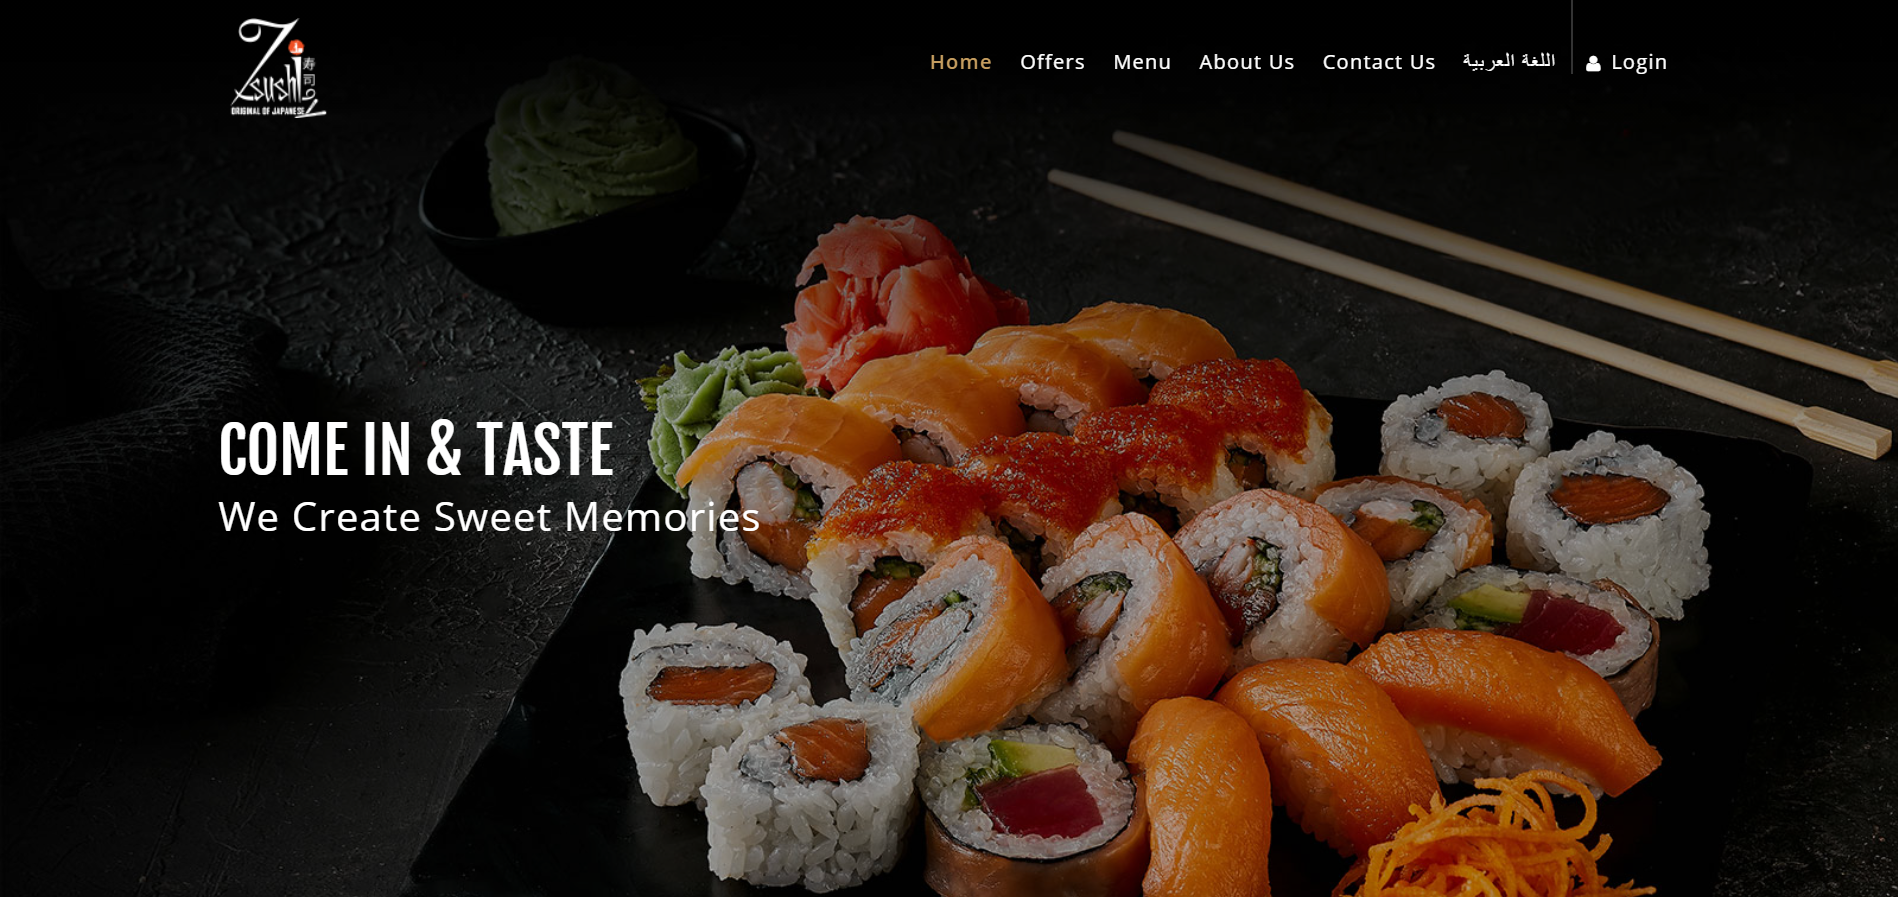 Zsushi
寿司
ORIGINAL OF JAPANESE
Home Offers Menu About Us Contact Us اللغة العربية Login
COME IN & TASTE
We Create Sweet Memories